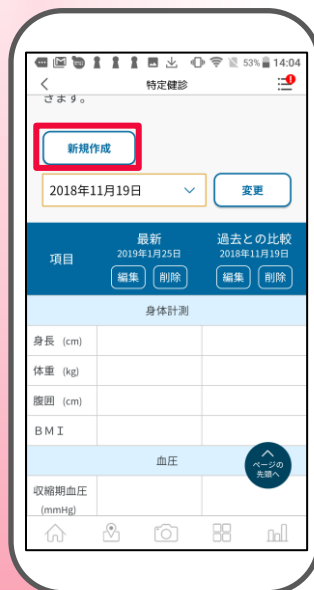 53% 14:04
特定健診
きます。
新規作成
2018年11月19日
変更
項目
最新
2019年1月25日
編集 削除
過去との比較
2018年11月19日
編集 削除
身体計測
身長 (cm)
体重 (kg)
腹囲 (cm)
ＢＭＩ
血圧
ページの
先頭へ
収縮期血圧
(mmHg)